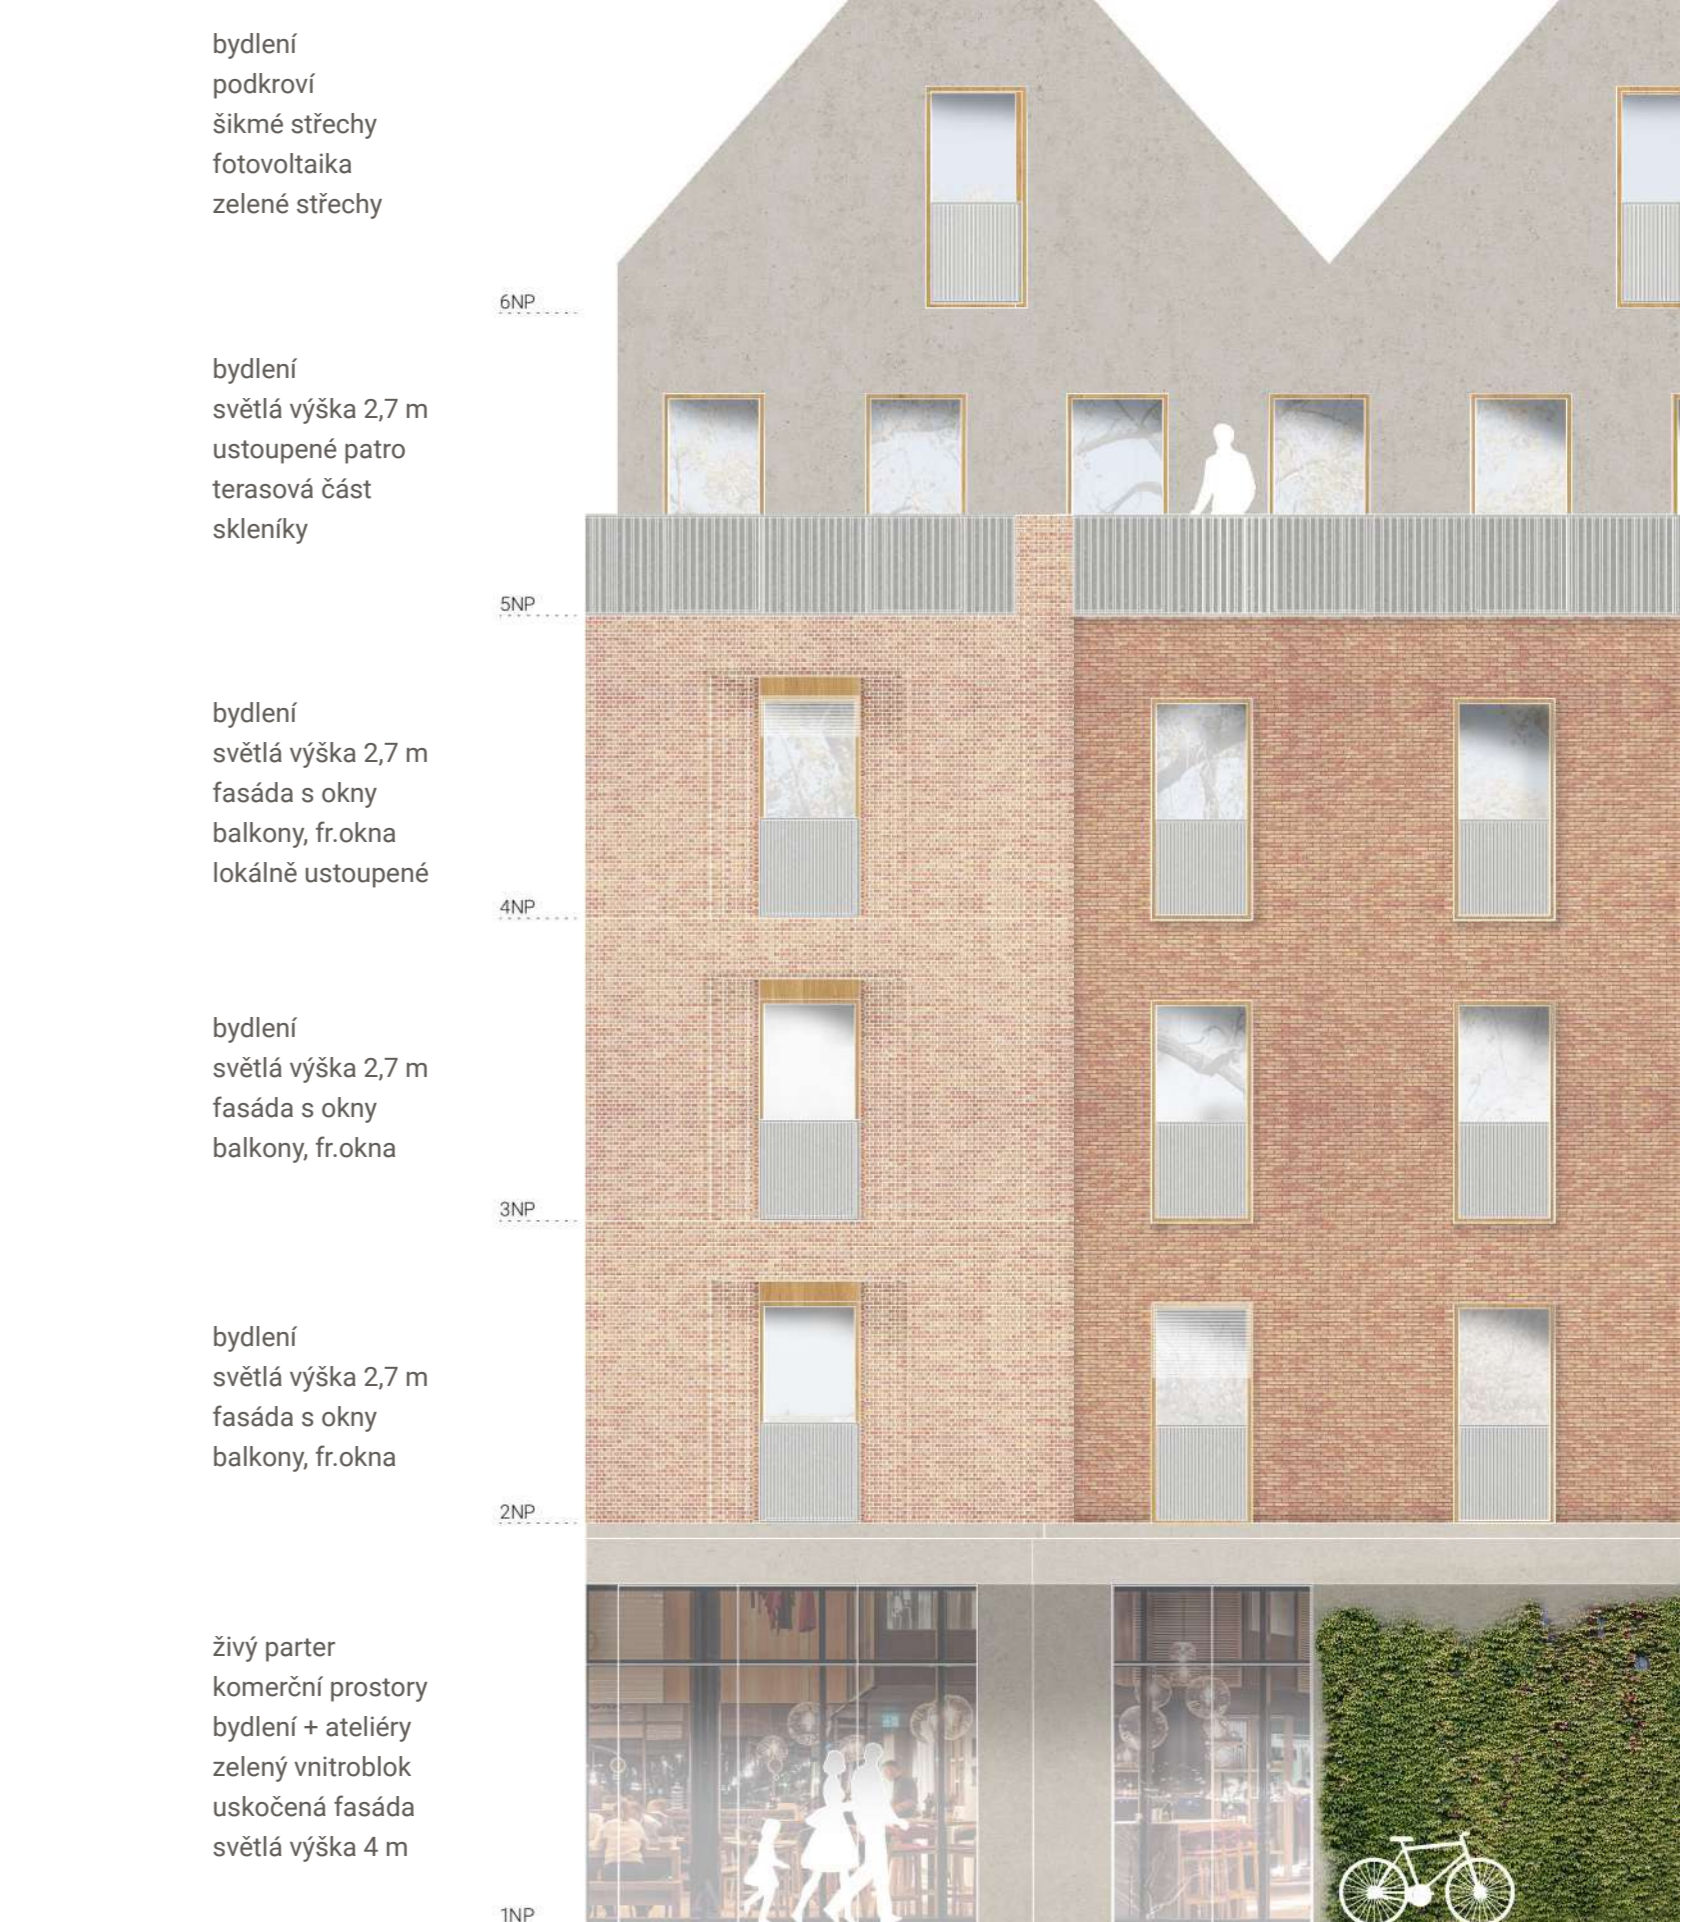 bydlení
podkroví
šikmé střechy
fotovoltaika
zelené střechy
6NP
bydlení
světlá výška 2,7 m
ustoupené patro
terasová část
skleníky
5NP
bydlení
světlá výška 2,7 m
fasáda s okny
balkony, fr.okna
lokálně ustoupené
4NP
bydlení
světlá výška 2,7 m
fasáda s okny
balkony, fr.okna
3NP
bydlení
světlá výška 2,7 m
fasáda s okny
balkony, fr.okna
2NP
živý parter
komerční prostory
bydlení + ateliéry
zelený vnitroblok
uskočená fasáda
světlá výška 4 m
1NP